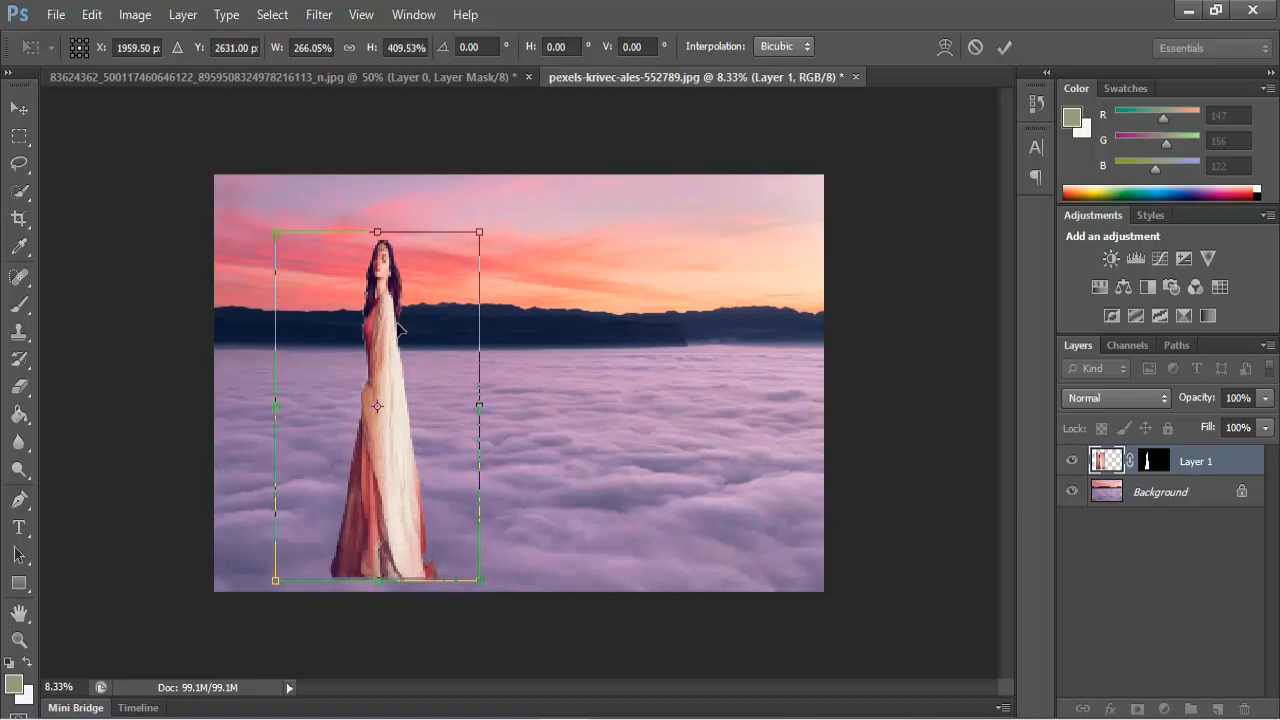 Ps File Edit Image Layer Type Select Filter View Window Help
X: 1959.50 p: Y: 2631.00 p: W: 266.05% H: 409.53% 0.00 ° H: 0.00 ° V: 0.00 ° Interpolation: Bicubic Essentials
83624362_500117460646122_8959508324978216113_n.jpg @ 50% (Layer 0, Layer Mask/8) * × pexels-krivec-ales-552789.jpg @ 8.33% (Layer 1, RGB/8) * ×
Color Swatches
R 147
G 156
B 122
Adjustments Styles
Add an adjustment
Layers Channels Paths
Kind
Normal Opacity: 100%
Lock: Fill: 100%
Layer 1
Background
8.33% Doc: 99.1M/99.1M
Mini Bridge Timeline